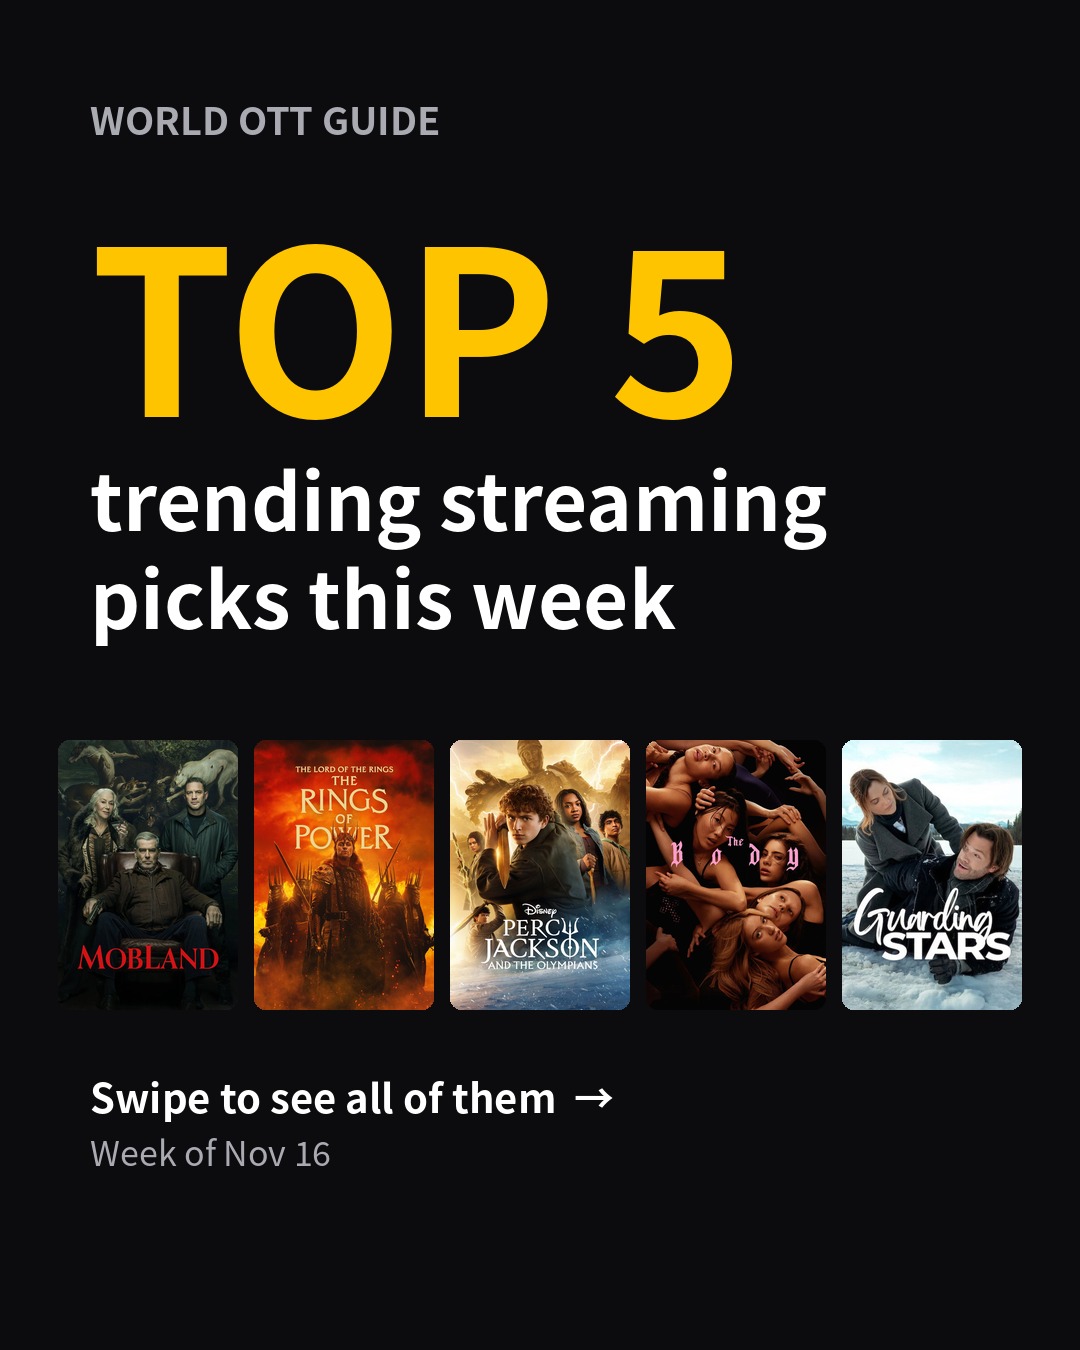 WORLD OTT GUIDE
TOP 5
trending streaming
picks this week
MOBLAND
THE LORD OF THE RINGS
THE
RINGS
OF
POWER
Disney
PERCY
JACKSON
AND THE OLYMPIANS
The
Body
Guarding
STARS
Swipe to see all of them →
Week of Nov 16